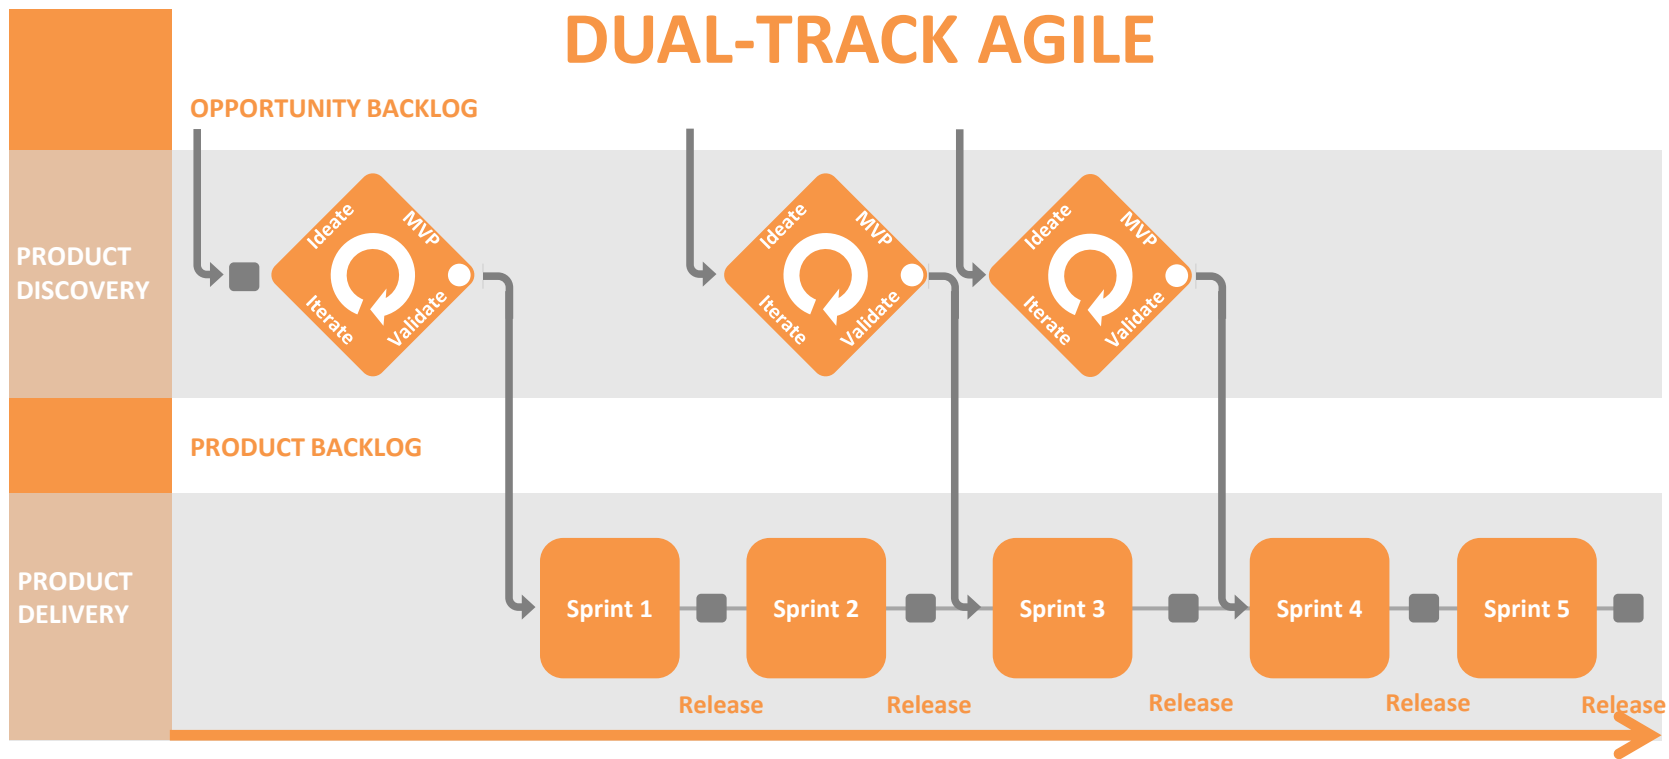 DUAL-TRACK AGILE
OPPORTUNITY BACKLOG
PRODUCT
DISCOVERY
Ideate
MVP
Iterate
Validate
Ideate
MVP
Iterate
Validate
Ideate
MVP
Iterate
Validate
PRODUCT BACKLOG
PRODUCT
DELIVERY
Sprint 1
Sprint 2
Sprint 3
Sprint 4
Sprint 5
Release
Release
Release
Release
Release